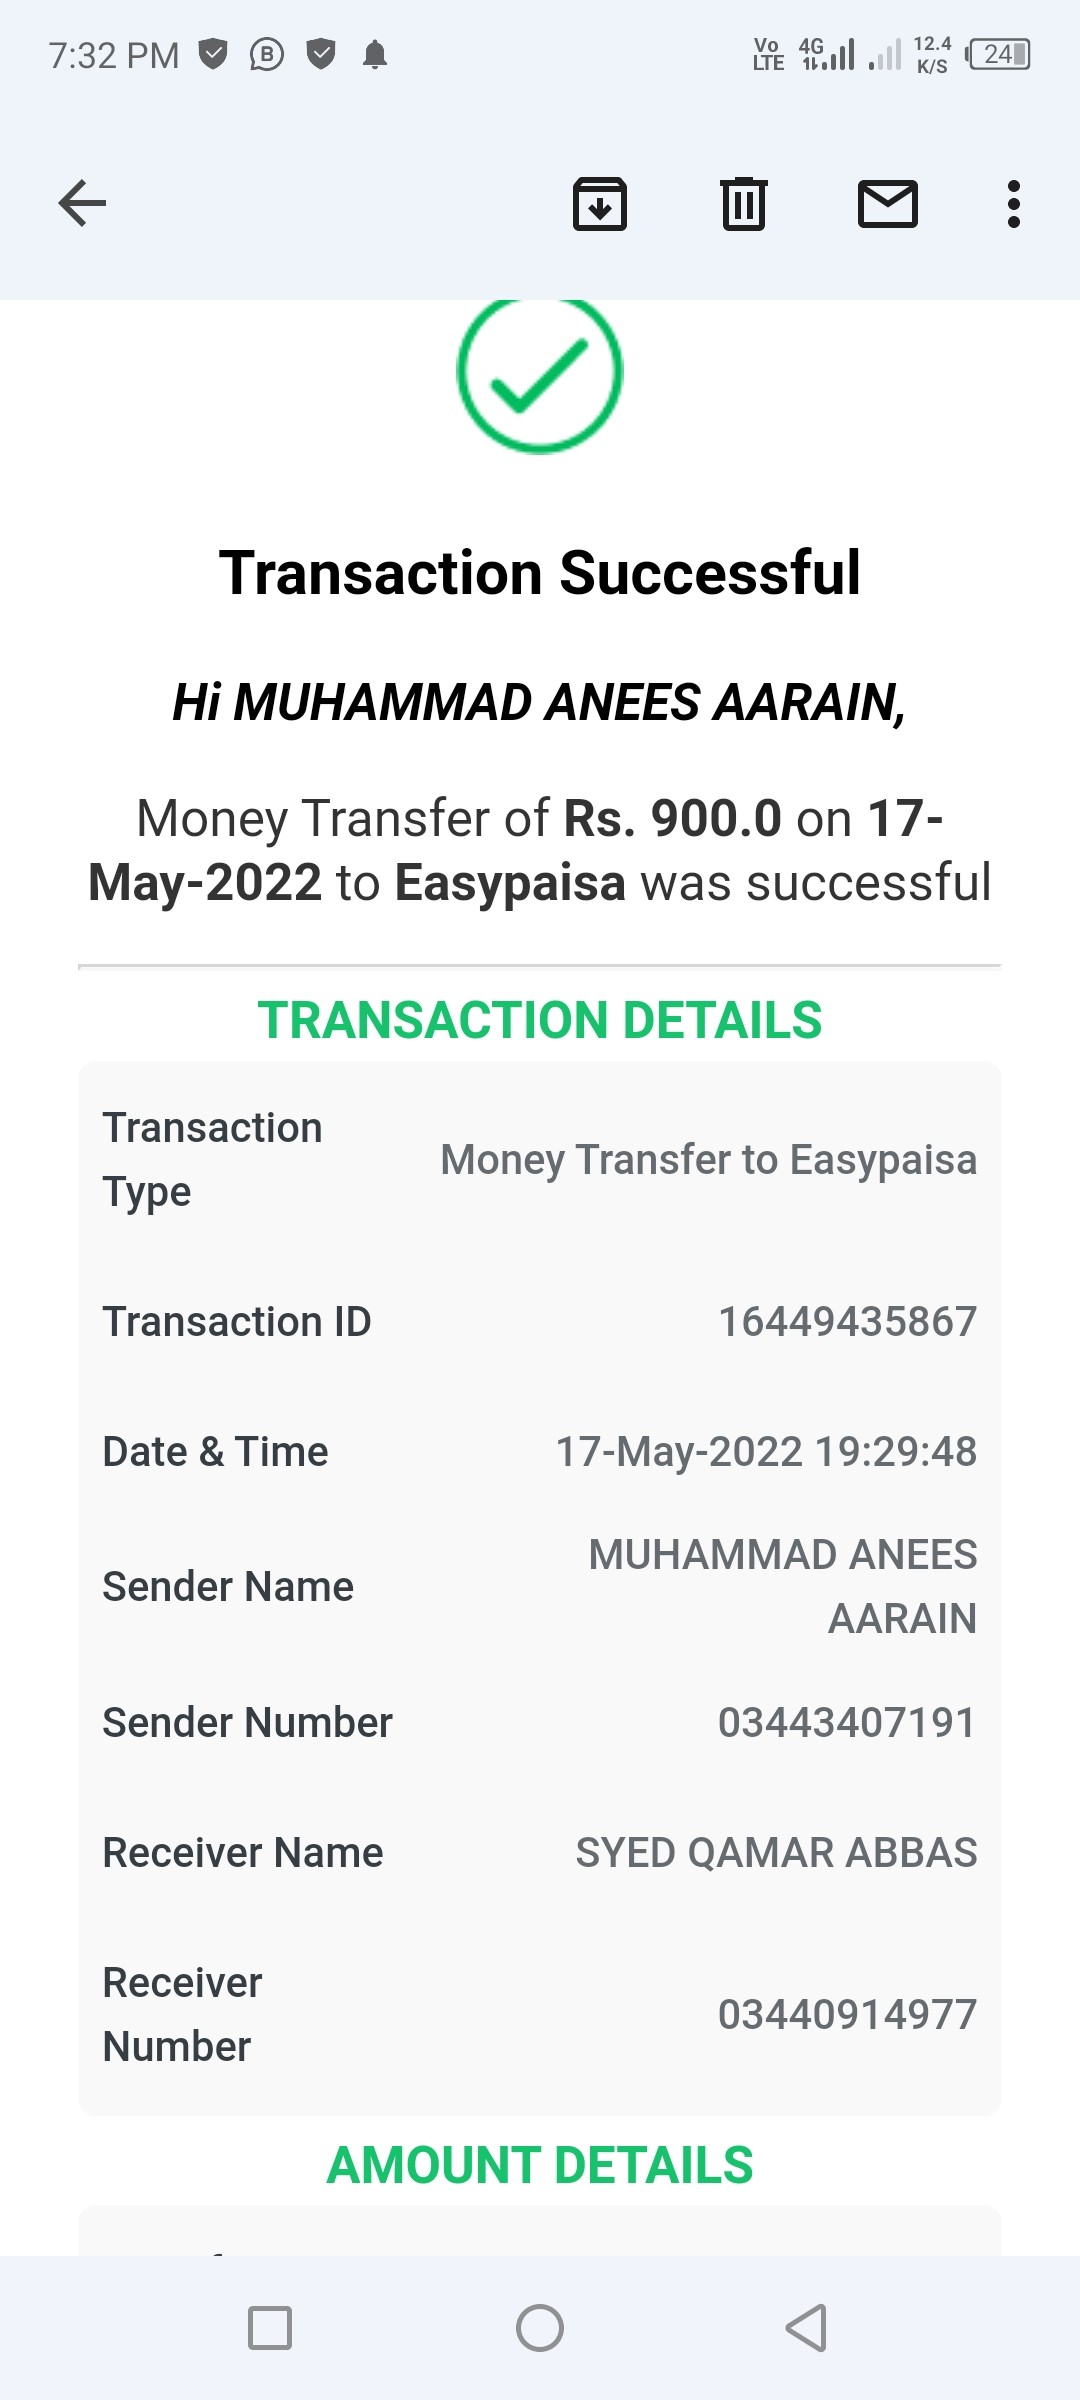 7:32 PM
Vo LTE 4G 12.4 K/S 24
Transaction Successful
Hi MUHAMMAD ANEES AARAIN,
Money Transfer of Rs. 900.0 on 17-
May-2022 to Easypaisa was successful
TRANSACTION DETAILS
Transaction Type
Money Transfer to Easypaisa
Transaction ID
16449435867
Date & Time
17-May-2022 19:29:48
Sender Name
MUHAMMAD ANEES
AARAIN
Sender Number
03443407191
Receiver Name
SYED QAMAR ABBAS
Receiver
Number
03440914977
AMOUNT DETAILS